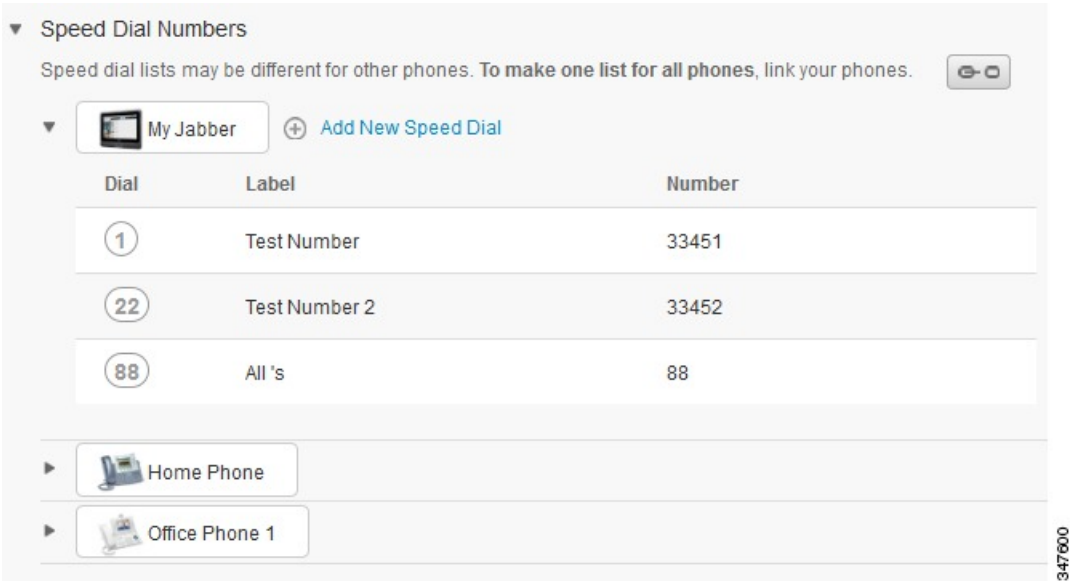 Speed Dial Numbers
Speed dial lists may be different for other phones. To make one list for all phones, link your phones.
My Jabber Add New Speed Dial
Dial Label Number
1 Test Number 33451
22 Test Number 2 33452
88 All 's 88
Home Phone
Office Phone 1
347600